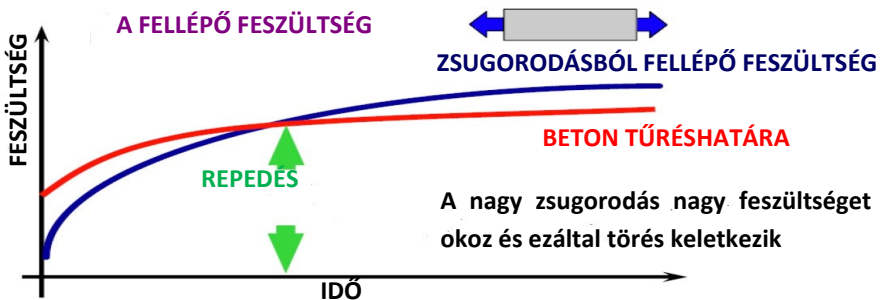 A FELLÉPŐ FESZÜLTSÉG
ZSUGORODÁSBÓL FELLÉPŐ FESZÜLTSÉG
FESZÜLTSÉG
BETON TŰRÉSHATÁRA
REPEDÉS
A nagy zsugorodás nagy feszültséget
okoz és ezáltal törés keletkezik
IDŐ